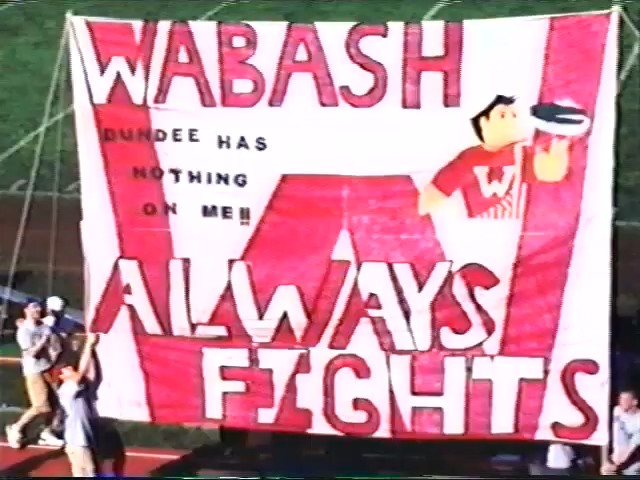 WABASH
DUNDEE HAS
NOTHING
ON ME!!
W
ALWAYS
FIGHTS